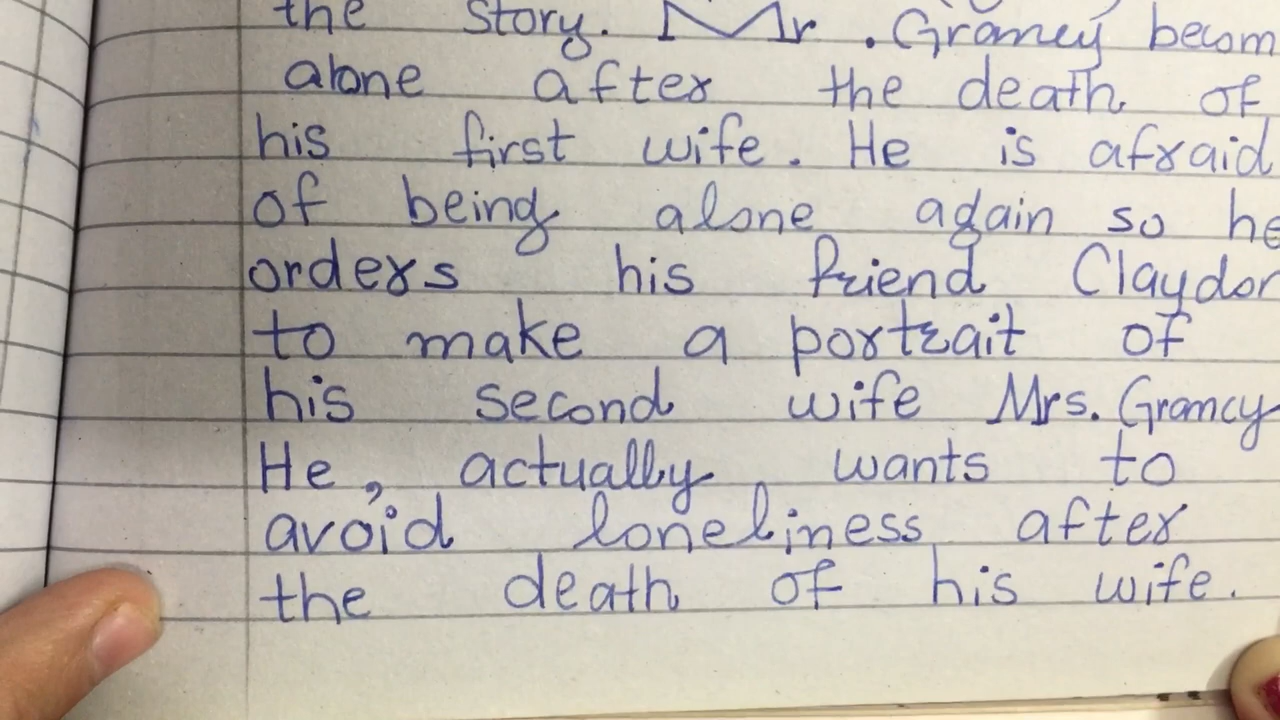 the story. Mr. Grancy becom
alone after the death of
his first wife. He is afraid
of being alone again so he
orders his friend Claydon
to make a portrait of
his second wife Mrs. Grancy
He, actually wants to
avoid loneliness after
the death of his wife.